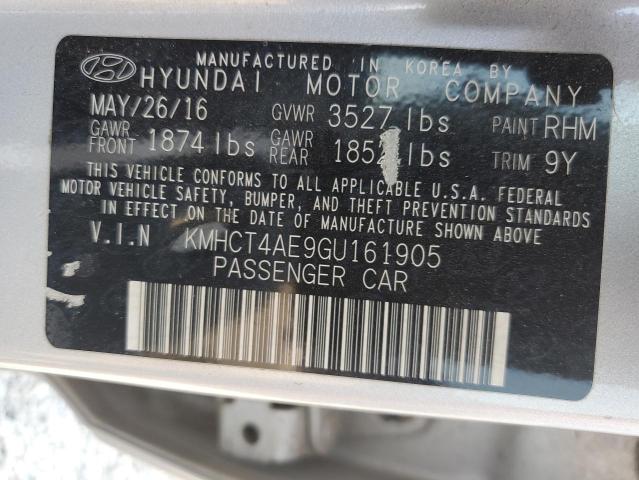 MANUFACTURED IN KOREA BY
HYUNDAI MOTOR COMPANY
MAY/26/16 GVWR 3527 lbs PAINT RHM
GAWR FRONT 1874 lbs GAWR REAR lbs TRIM 9Y
THIS VEHICLE CONFORMS TO ALL APPLICABLE U.S.A. FEDERAL
MOTOR VEHICLE SAFETY, BUMPER, AND THEFT PREVENTION STANDARDS
IN EFFECT ON THE DATE OF MANUFACTURE SHOWN ABOVE.
V.I.N KMHCT4AE9GU161905
PASSENGER CAR